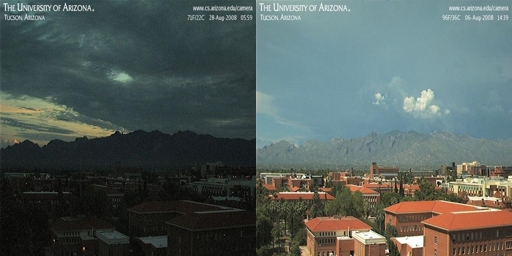 THE UNIVERSITY OF ARIZONA.
www.cs.arizona.edu/camera
TUCSON, ARIZONA
71F/22C 28-Aug-2008 05:59
THE UNIVERSITY OF ARIZONA.
www.cs.arizona.edu/camera
TUCSON, ARIZONA
96F/36C 06-Aug-2008 14:39